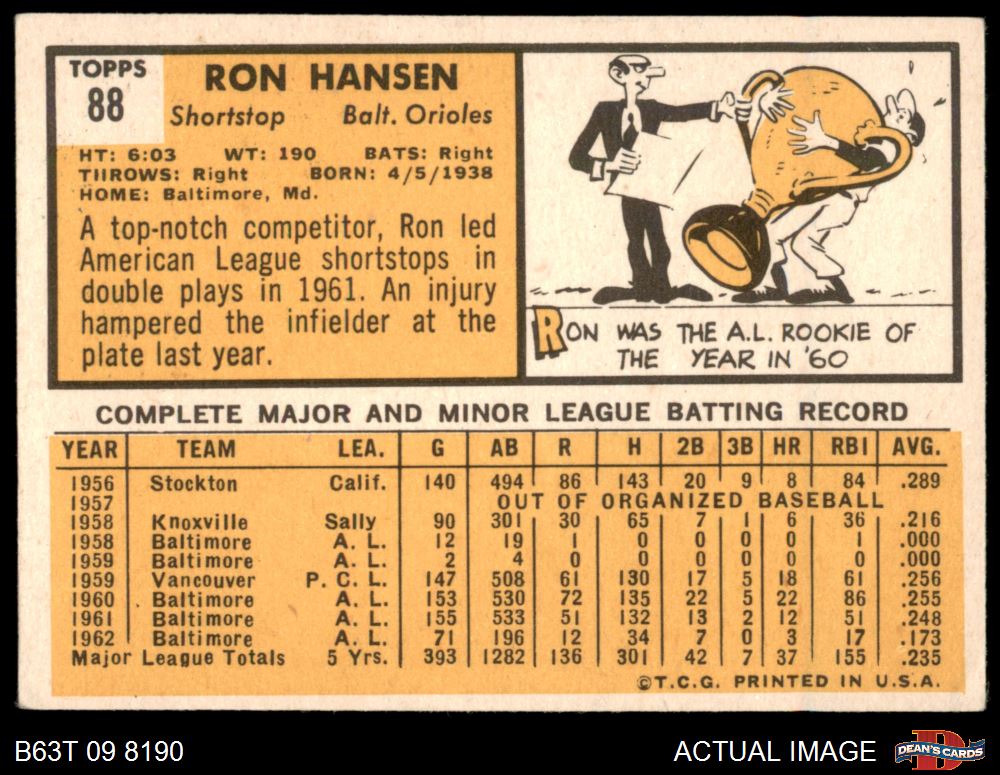 TOPPS
88
RON HANSEN
Shortstop Balt. Orioles
HT: 6:03 WT: 190 BATS: Right
THROWS: Right BORN: 4/5/1938
HOME: Baltimore, Md.
A top-notch competitor, Ron led
American League shortstops in
double plays in 1961. An injury
hampered the infielder at the
plate last year.
RON WAS THE A.L. ROOKIE OF
THE YEAR IN '60
COMPLETE MAJOR AND MINOR LEAGUE BATTING RECORD
YEAR TEAM LEA. G AB R H 2B 3B HR RBI AVG.
1956 Stockton Calif. 140 494 86 143 20 9 8 84 .289
1957 OUT OF ORGANIZED BASEBALL
1958 Knoxville Sally 90 301 30 65 7 1 6 36 .216
1958 Baltimore A. L. 12 19 1 0 0 0 0 1 .000
1959 Baltimore A. L. 2 4 0 0 0 0 0 0 .000
1959 Vancouver P. C. L. 147 508 61 130 17 5 18 61 .256
1960 Baltimore A. L. 153 530 72 135 22 5 22 86 .255
1961 Baltimore A. L. 155 533 51 132 13 2 12 51 .248
1962 Baltimore A. L. 71 196 12 34 7 0 3 17 .173
Major League Totals 5 Yrs. 393 1282 136 301 42 7 37 155 .235
©T.C.G. PRINTED IN U.S.A.
B63T 09 8190 ACTUAL IMAGE
D
DEAN'S CARDS